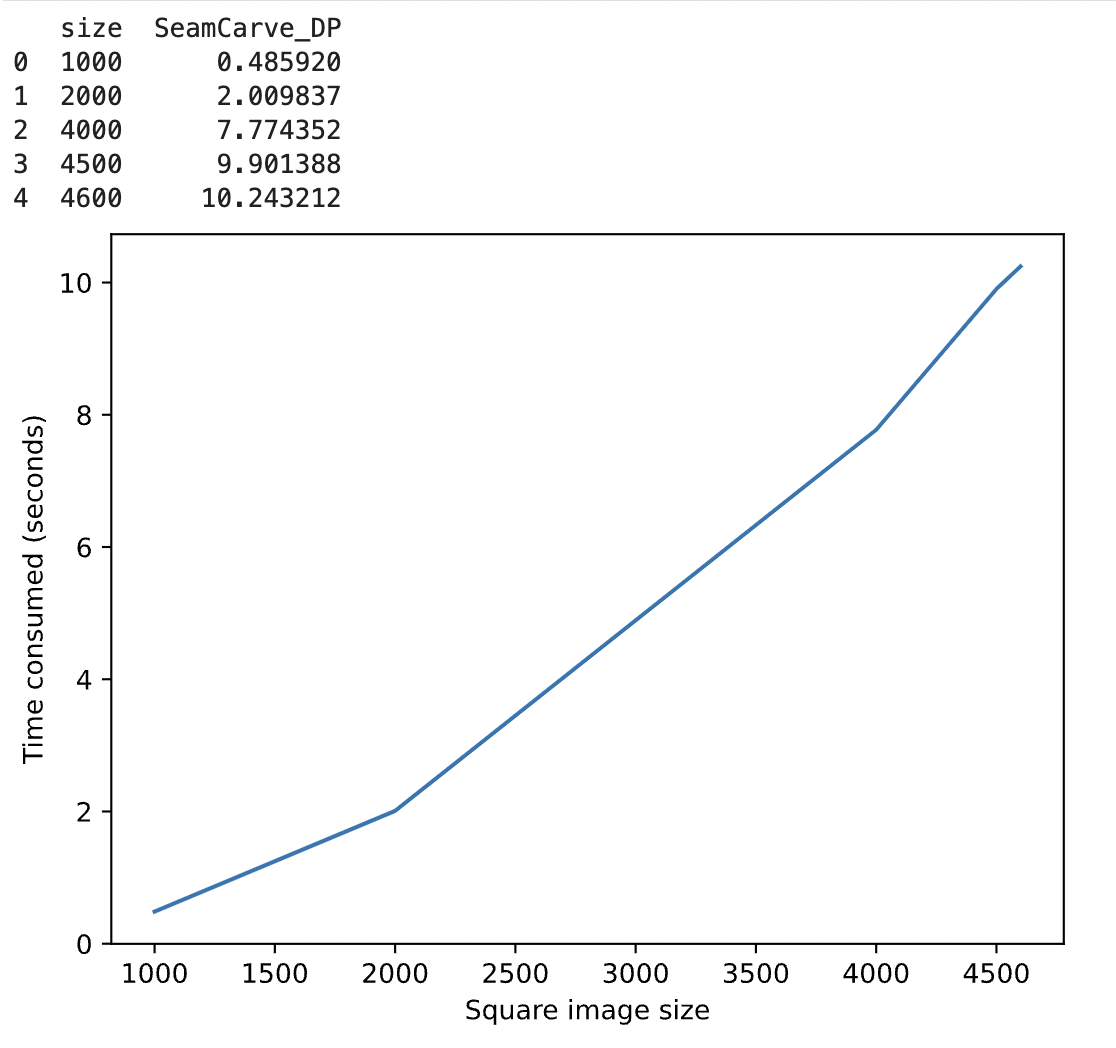 size SeamCarve_DP
0 1000 0.485920
1 2000 2.009837
2 4000 7.774352
3 4500 9.901388
4 4600 10.243212
10
8
6
4
2
0
Time consumed (seconds)
1000 1500 2000 2500 3000 3500 4000 4500
Square image size